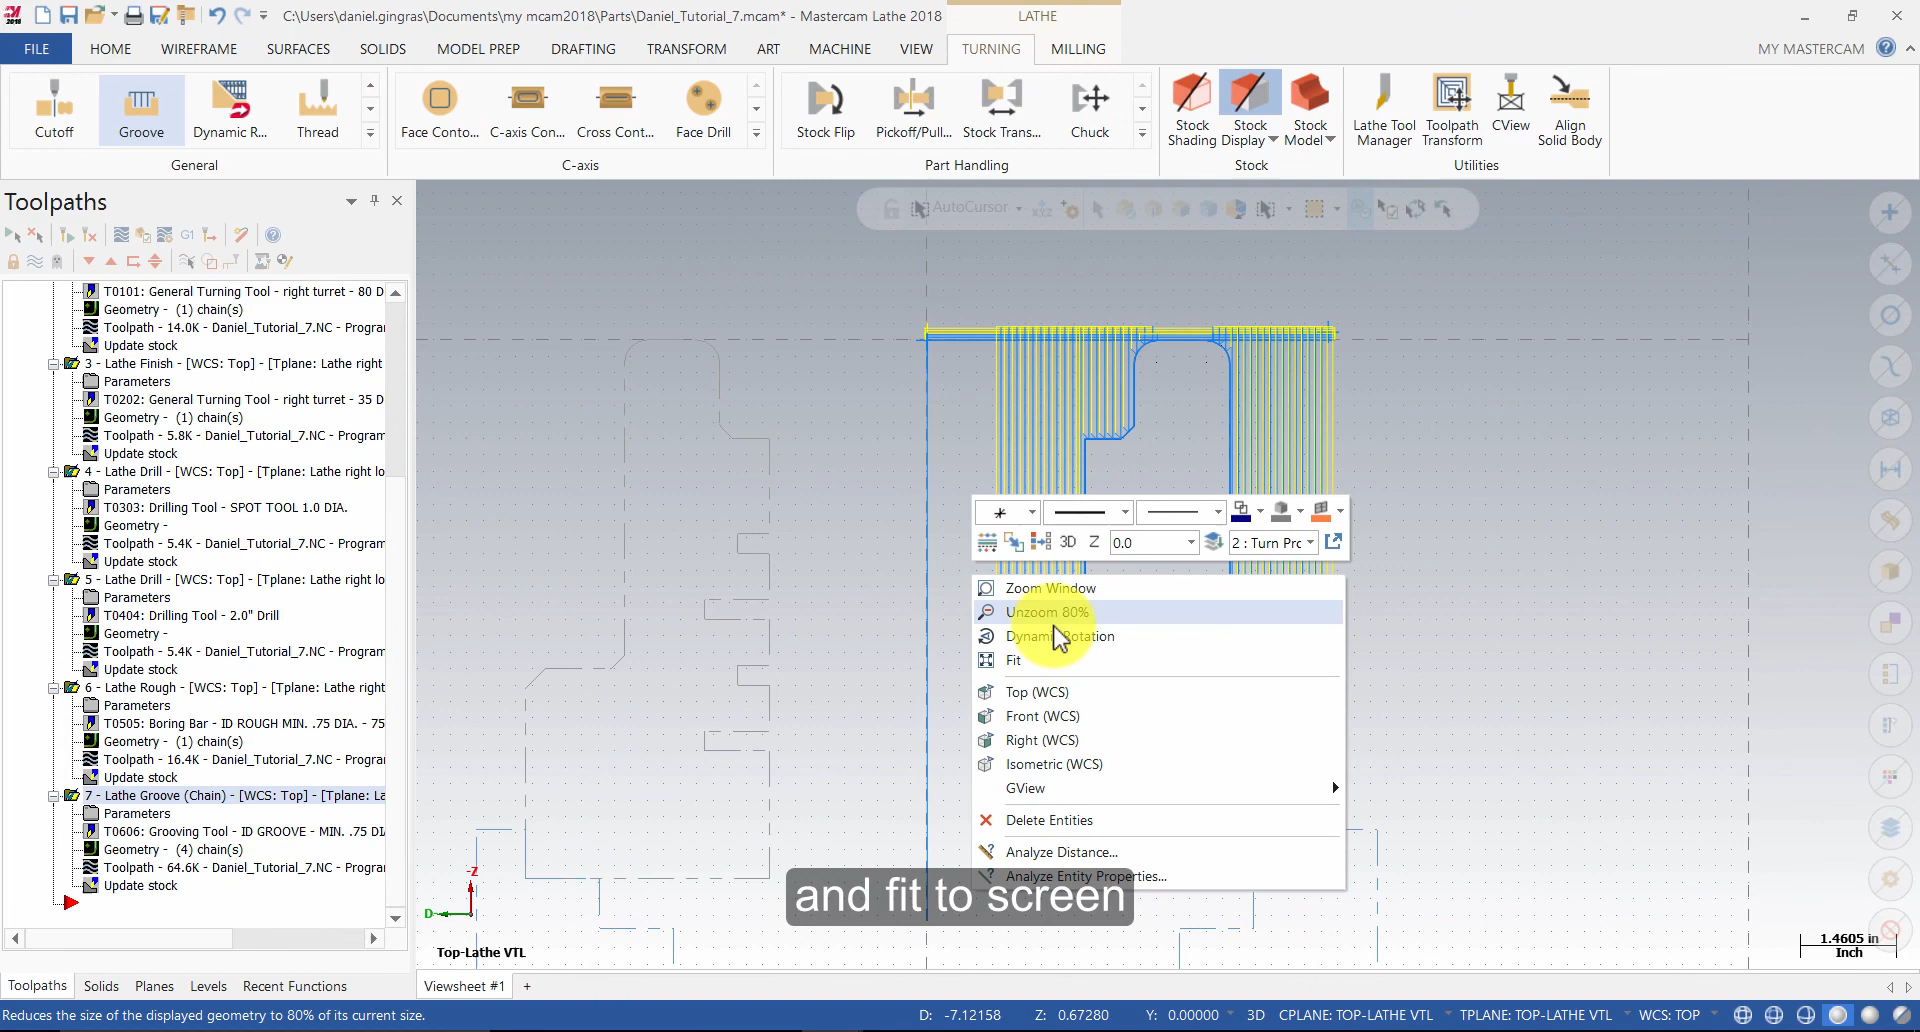 C:\Users\daniel.gingras\Documents\my mcam2018\Parts\Daniel_Tutorial_7.mcam* - Mastercam Lathe 2018
LATHE
FILE HOME WIREFRAME SURFACES SOLIDS MODEL PREP DRAFTING TRANSFORM ART MACHINE VIEW TURNING MILLING MY MASTERCAM
Cutoff Groove Dynamic R... Thread Face Conto... C-axis Con... Cross Cont... Face Drill Stock Flip Pickoff/Pull... Stock Trans... Chuck
Stock Shading Stock Display Stock Model Lathe Tool Manager Toolpath Transform CView Align Solid Body
General C-axis Part Handling Stock Utilities
Toolpaths
AutoCursor
G1
T0101: General Turning Tool - right turret - 80 D
Geometry - (1) chain(s)
Toolpath - 14.0K - Daniel_Tutorial_7.NC - Prograr
Update stock
3 - Lathe Finish - [WCS: Top] - [Tplane: Lathe right
Parameters
T0202: General Turning Tool - right turret - 35 D
Geometry - (1) chain(s)
Toolpath - 5.8K - Daniel_Tutorial_7.NC - Program
Update stock
4 - Lathe Drill - [WCS: Top] - [Tplane: Lathe right lo
Parameters
T0303: Drilling Tool - SPOT TOOL 1.0 DIA.
Geometry -
Toolpath - 5.4K - Daniel_Tutorial_7.NC - Program
Update stock
5 - Lathe Drill - [WCS: Top] - [Tplane: Lathe right lo
Parameters
T0404: Drilling Tool - 2.0" Drill
Geometry -
Toolpath - 5.4K - Daniel_Tutorial_7.NC - Program
Update stock
6 - Lathe Rough - [WCS: Top] - [Tplane: Lathe right
Parameters
T0505: Boring Bar - ID ROUGH MIN. .75 DIA. - 75
Geometry - (1) chain(s)
Toolpath - 16.4K - Daniel_Tutorial_7.NC - Prograr
Update stock
7 - Lathe Groove (Chain) - [WCS: Top] - [Tplane: La
Parameters
T0606: Grooving Tool - ID GROOVE - MIN. .75 DI
Geometry - (4) chain(s)
Toolpath - 64.6K - Daniel_Tutorial_7.NC - Prograr
Update stock
3D Z 0.0 2 : Turn Prc
Zoom Window
Unzoom 80%
Dynamic Rotation
Fit
Top (WCS)
Front (WCS)
Right (WCS)
Isometric (WCS)
GView
Delete Entities
Analyze Distance...
Analyze Entity Properties...
and fit to screen
-Z
D
Top-Lathe VTL
1.4605 in
Inch
Toolpaths Solids Planes Levels Recent Functions Viewsheet #1 +
Reduces the size of the displayed geometry to 80% of its current size. D: -7.12158 Z: 0.67280 Y: 0.00000 3D CPLANE: TOP-LATHE VTL TPLANE: TOP-LATHE VTL WCS: TOP